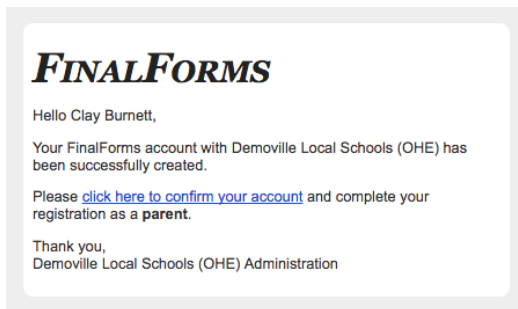 FINALFORMS
Hello Clay Burnett,
Your FinalForms account with Demoville Local Schools (OHE) has
been successfully created.
Please click here to confirm your account and complete your
registration as a parent.
Thank you,
Demoville Local Schools (OHE) Administration